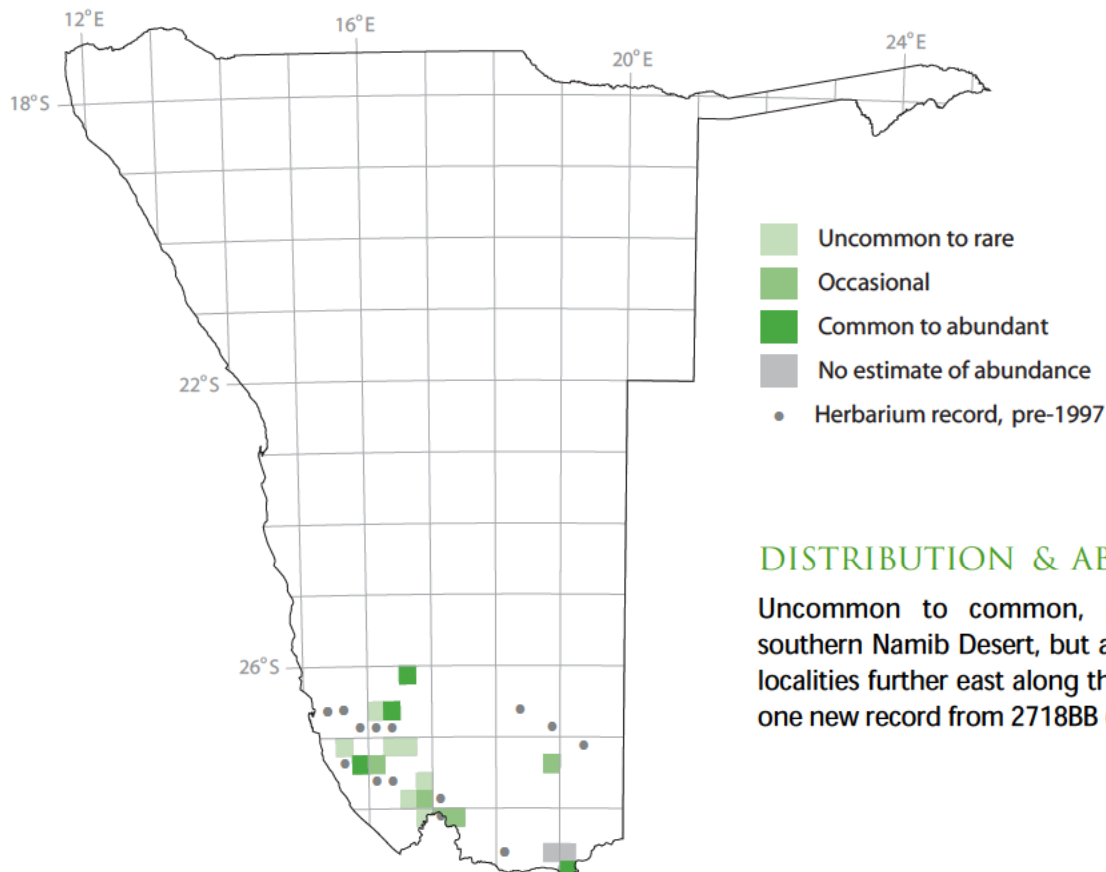 12°E
16°E
20°E
24°E
18°S
22°S
26°S
Uncommon to rare
Occasional
Common to abundant
No estimate of abundance
Herbarium record, pre-1997
DISTRIBUTION &
Uncommon to common,
southern Namib Desert, but
localities further east along
one new record from 2718BB